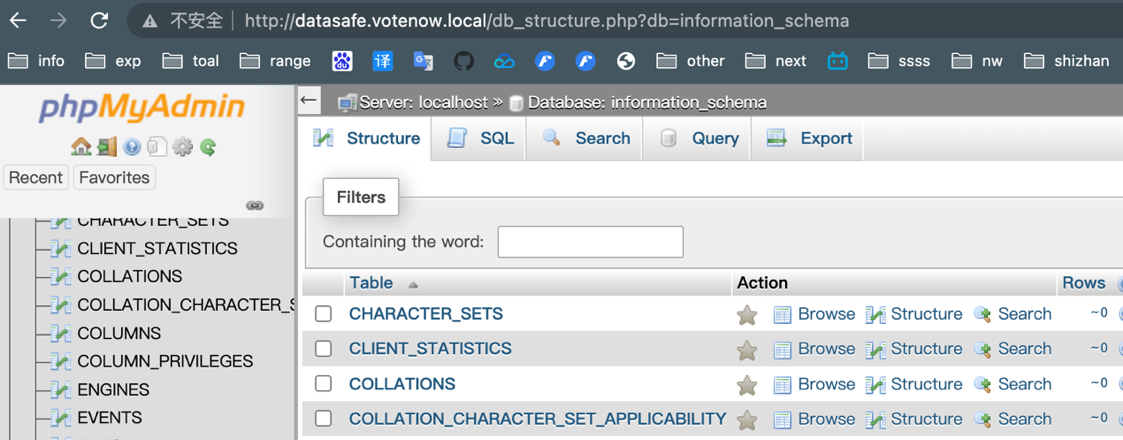 不安全 http://datasafe.votenow.local/db_structure.php?db=information_schema
info exp toal range 译 other next ssss nw shizhan
phpMyAdmin
Recent Favorites
CHARACTER_SETS
CLIENT_STATISTICS
COLLATIONS
COLLATION_CHARACTER_S
COLUMNS
COLUMN_PRIVILEGES
ENGINES
EVENTS
Server: localhost » Database: information_schema
Structure SQL Search Query Export
Filters
Containing the word:
Table Action Rows
CHARACTER_SETS Browse Structure Search ~0
CLIENT_STATISTICS Browse Structure Search ~0
COLLATIONS Browse Structure Search ~0
COLLATION_CHARACTER_SET_APPLICABILITY Browse Structure Search ~0